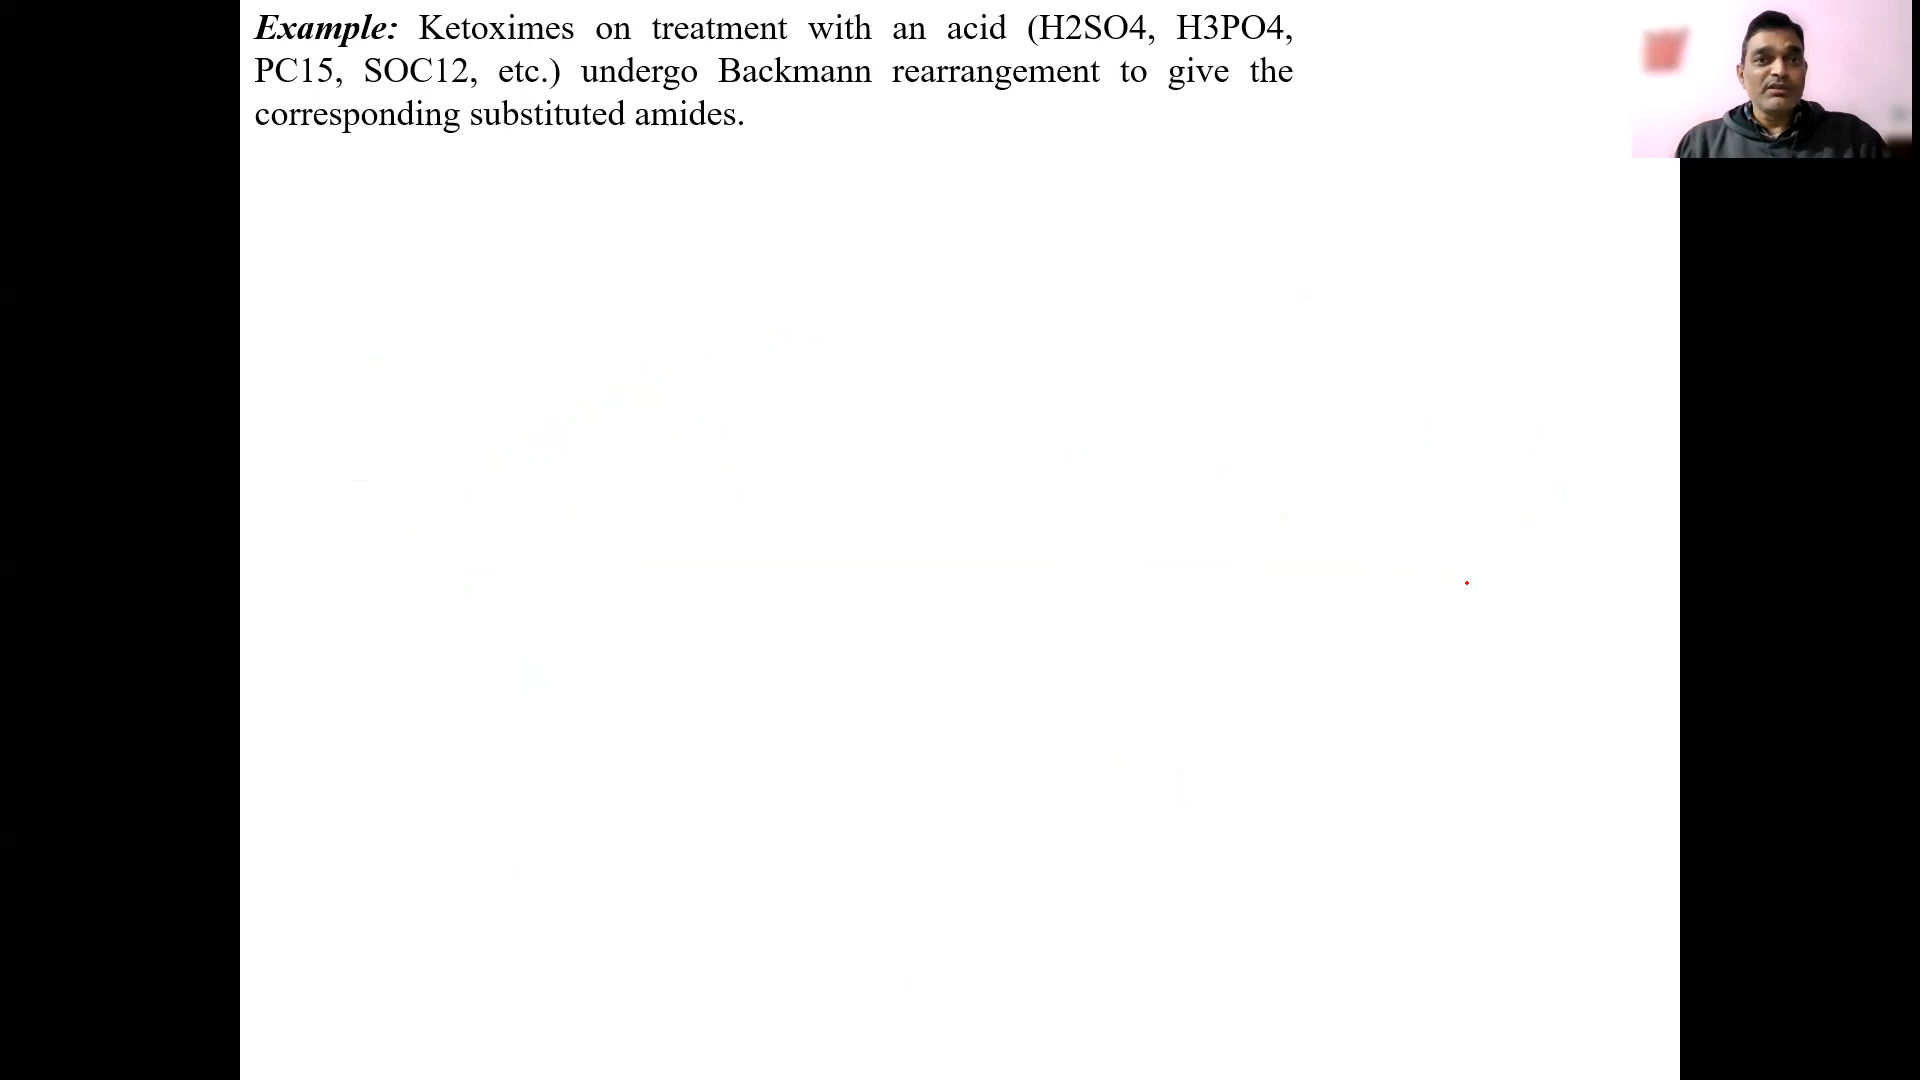 Example: Ketoximes on treatment with an acid (H2SO4, H3PO4,
PC15, SOC12, etc.) undergo Backmann rearrangement to give the
corresponding substituted amides.